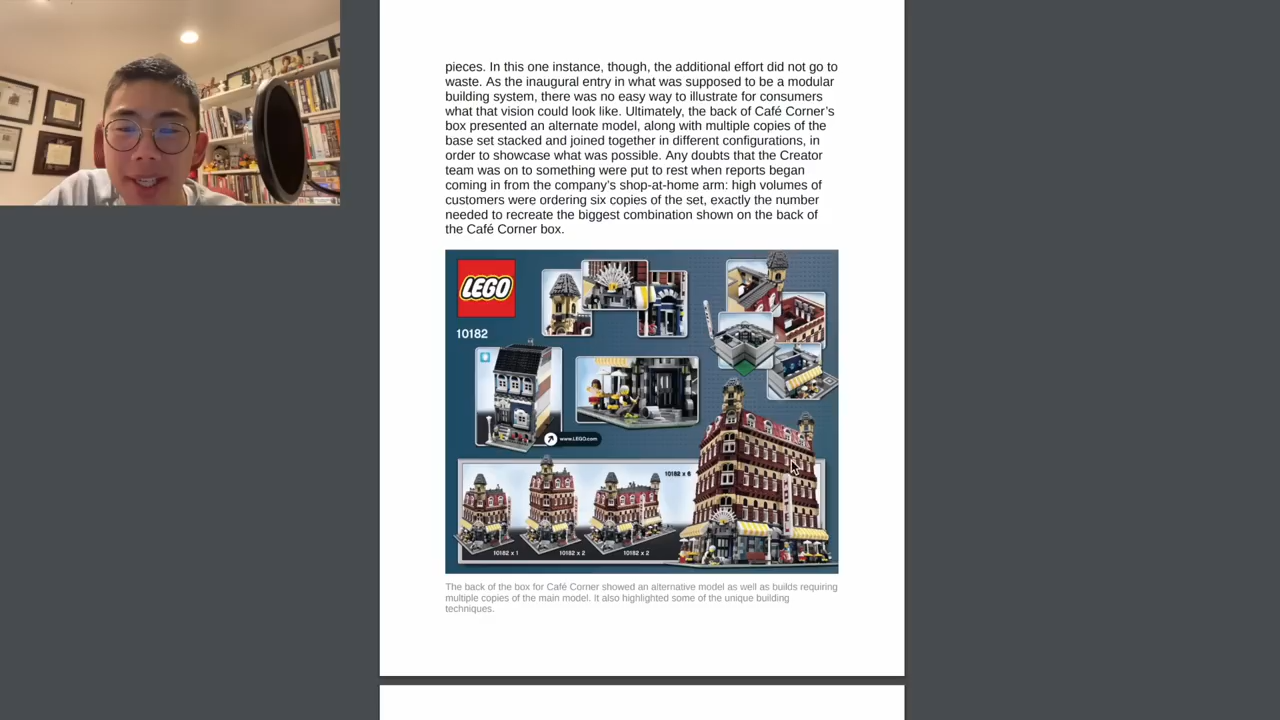 pieces. In this one instance, though, the additional effort did not go to
waste. As the inaugural entry in what was supposed to be a modular
building system, there was no easy way to illustrate for consumers
what that vision could look like. Ultimately, the back of Café Corner’s
box presented an alternate model, along with multiple copies of the
base set stacked and joined together in different configurations, in
order to showcase what was possible. Any doubts that the Creator
team was on to something were put to rest when reports began
coming in from the company’s shop-at-home arm: high volumes of
customers were ordering six copies of the set, exactly the number
needed to recreate the biggest combination shown on the back of
the Café Corner box.
LEGO
10182
www.LEGO.com
10182 x 6
10182 x 1
10182 x 2
10182 x 2
The back of the box for Café Corner showed an alternative model as well as builds requiring
multiple copies of the main model. It also highlighted some of the unique building
techniques.